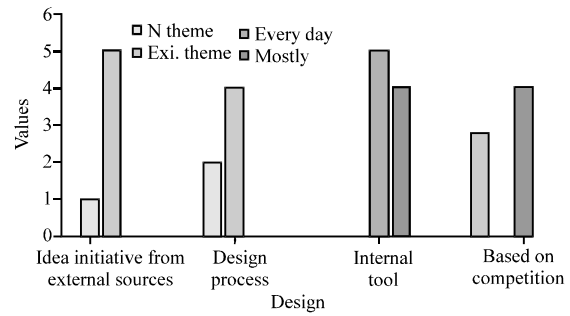 6
5
4
3
2
1
0
Values
N theme
Exi. theme
Every day
Mostly
Idea initiative from
external sources
Design
process
Internal
tool
Based on
competition
Design